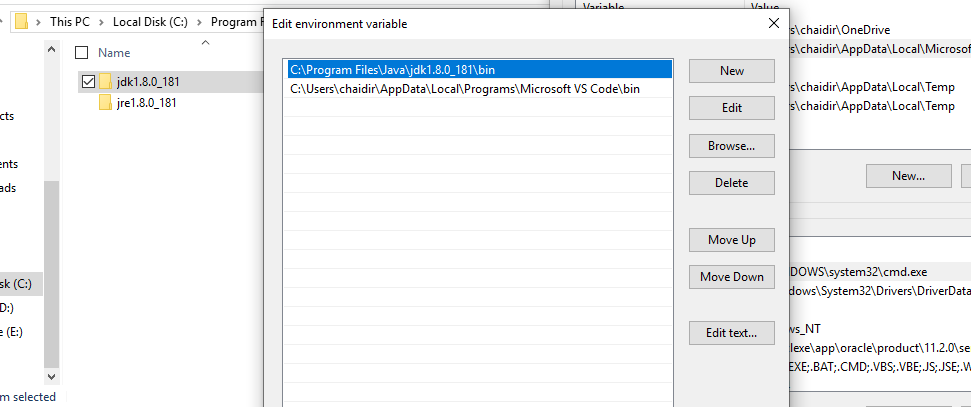 This PC > Local Disk (C:) > Program F
Name
jdk1.8.0_181
jre1.8.0_181
cts
ents
ads
sk (C:)
D:)
e (E:)
m selected
Edit environment variable
C:\Program Files\Java\jdk1.8.0_181\bin
C:\Users\chaidir\AppData\Local\Programs\Microsoft VS Code\bin
New
Edit
Browse...
Delete
Move Up
Move Down
Edit text...
Variable Value
s\chaidir\OneDrive
s\chaidir\AppData\Local\Microsof
s\chaidir\AppData\Local\Temp
s\chaidir\AppData\Local\Temp
New...
DOWS\system32\cmd.exe
dows\System32\Drivers\DriverData
ws_NT
lexe\app\oracle\product\11.2.0\se
EXE;.BAT;.CMD;.VBS;.VBE;.JS;.JSE;.W